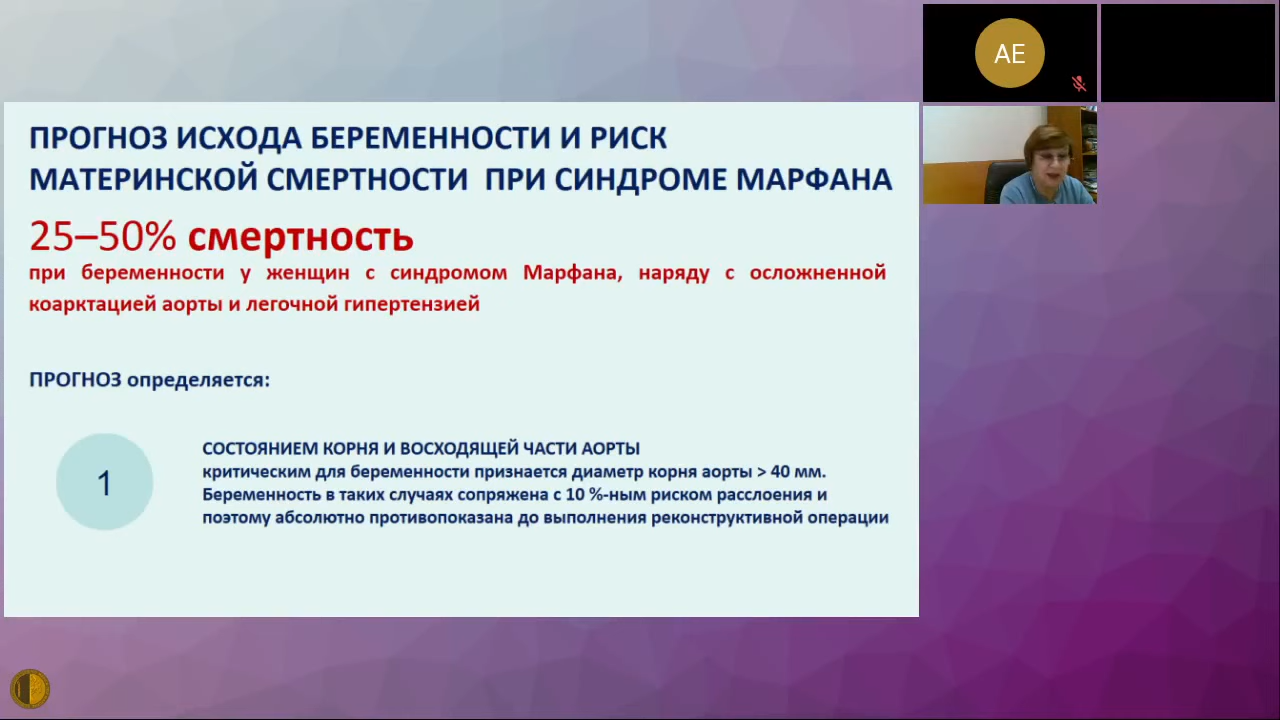 ПРОГНОЗ ИСХОДА БЕРЕМЕННОСТИ И РИСК
МАТЕРИНСКОЙ СМЕРТНОСТИ ПРИ СИНДРОМЕ МАРФАНА
25–50% смертность
при беременности у женщин с синдромом Марфана, наряду с осложненной
коарктацией аорты и легочной гипертензией
ПРОГНОЗ определяется:
1
СОСТОЯНИЕМ КОРНЯ И ВОСХОДЯЩЕЙ ЧАСТИ АОРТЫ
критическим для беременности признается диаметр корня аорты > 40 мм.
Беременность в таких случаях сопряжена с 10 %-ным риском расслоения и
поэтому абсолютно противопоказана до выполнения реконструктивной операции
AE